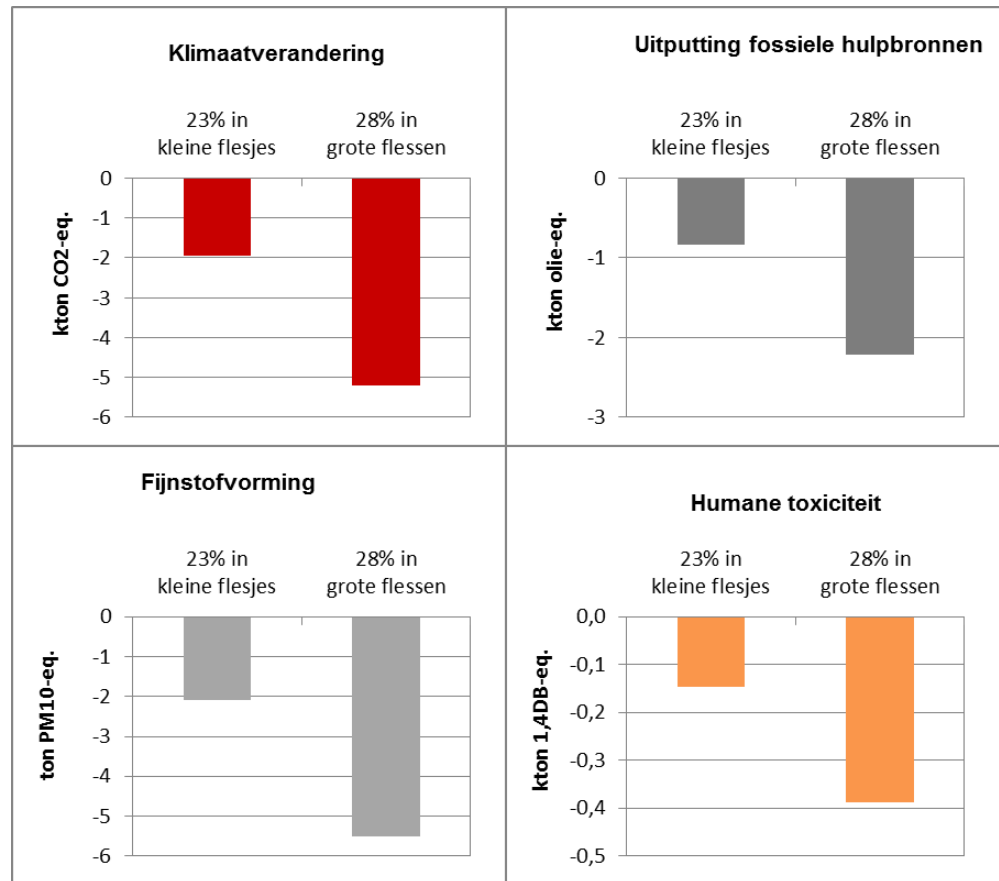 Klimaatverandering
23% in
kleine flesjes
28% in
grote flessen
kton CO2-eq.
0
-1
-2
-3
-4
-5
-6
Uitputting fossiele hulpbronnen
23% in
kleine flesjes
28% in
grote flessen
kton olie-eq.
0
-1
-2
-3
Fijnstofvorming
23% in
kleine flesjes
28% in
grote flessen
ton PM10-eq.
0
-1
-2
-3
-4
-5
-6
Humane toxiciteit
23% in
kleine flesjes
28% in
grote flessen
kton 1,4DB-eq.
0,0
-0,1
-0,2
-0,3
-0,4
-0,5